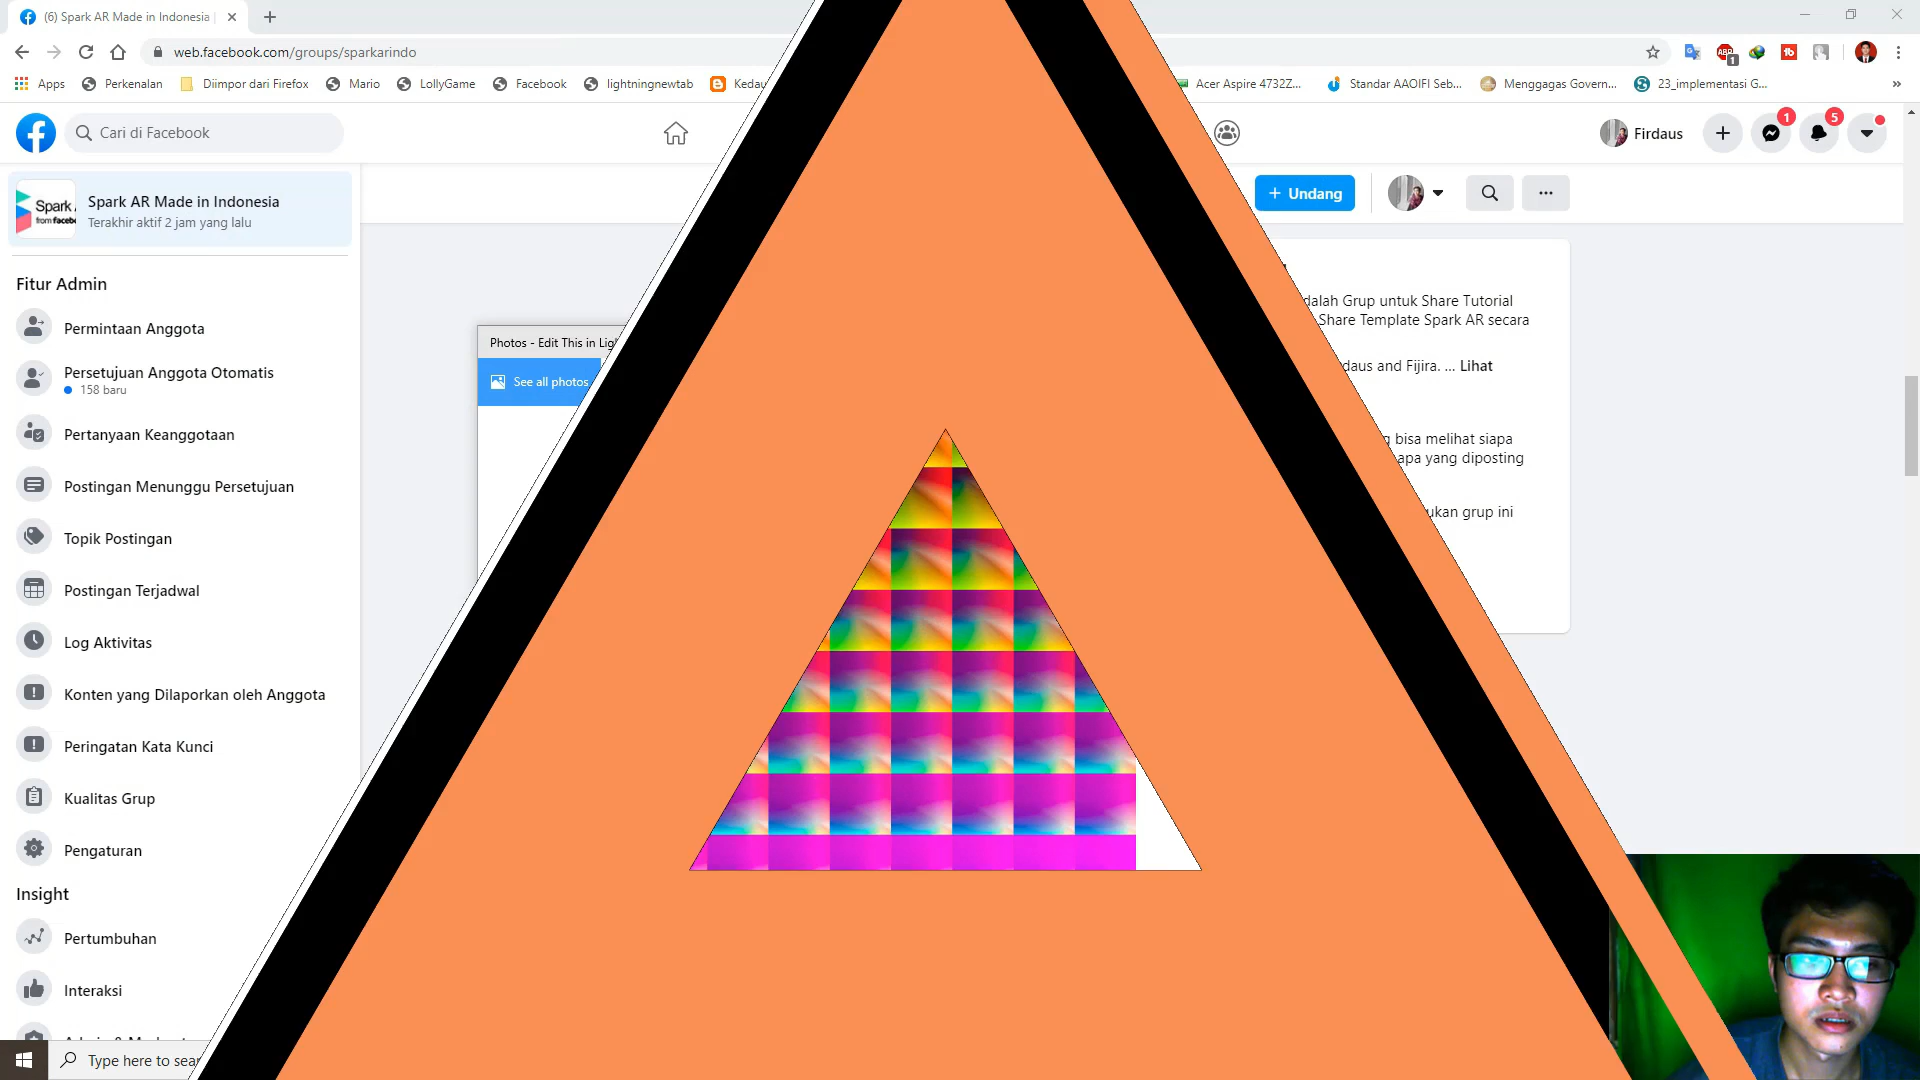 (6) Spark AR Made in Indonesia |
web.facebook.com/groups/sparkarindo
ABP
1
Apps
Perkenalan
Diimpor dari Firefox
Mario
LollyGame
Facebook
lightningnewtab
Acer Aspire 4732Z...
Standar AAOIFI Seb...
Menggagas Govern...
23_implementasi G...
Cari di Facebook
Firdaus
1
5
Spark
from
Spark AR Made in Indonesia
Terakhir aktif 2 jam yang lalu
+ Undang
Fitur Admin
Permintaan Anggota
Persetujuan Anggota Otomatis
158 baru
Pertanyaan Keanggotaan
Postingan Menunggu Persetujuan
Topik Postingan
Postingan Terjadwal
Log Aktivitas
Konten yang Dilaporkan oleh Anggota
Peringatan Kata Kunci
Kualitas Grup
Pengaturan
Insight
Pertumbuhan
Interaksi
Photos - Edit This in
See all photos
Grup untuk Share Tutorial
Share Template Spark AR secara
and Fijira. ... Lihat
bisa melihat siapa
yang diposting
grup ini
Type here to